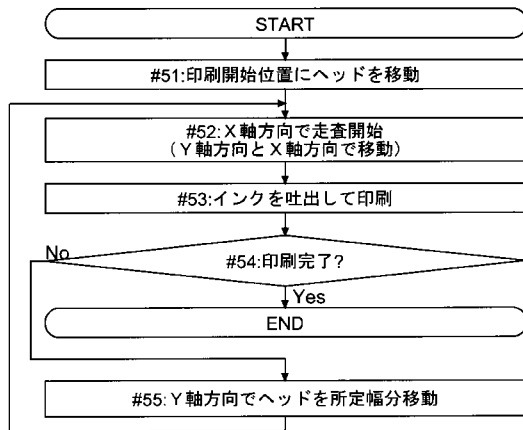 START
#51:印刷開始位置にヘッドを移動
#52:X軸方向で走査開始
(Y軸方向とX軸方向で移動)
#53:インクを吐出して印刷
No
#54:印刷完了?
Yes
END
#55:Y軸方向でヘッドを所定幅分移動